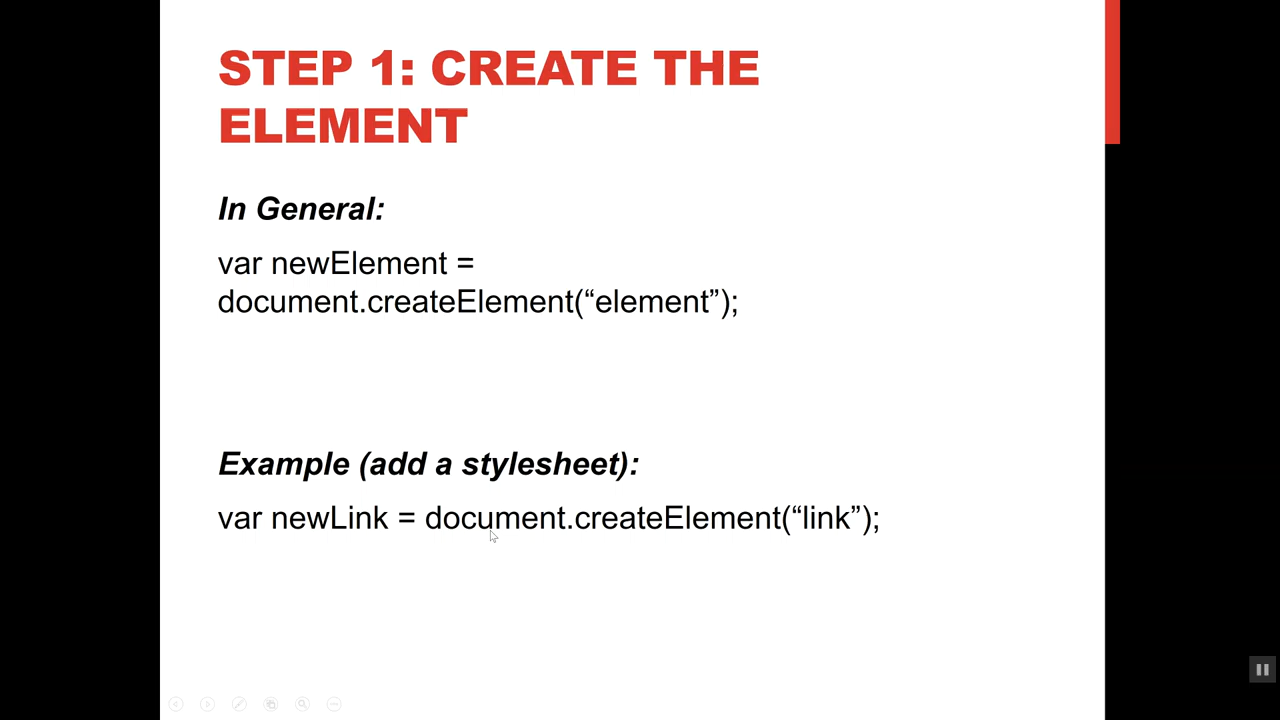 STEP 1: CREATE THE
ELEMENT
In General:
var newElement =
document.createElement(“element”);
Example (add a stylesheet):
var newLink = document.createElement(“link”);